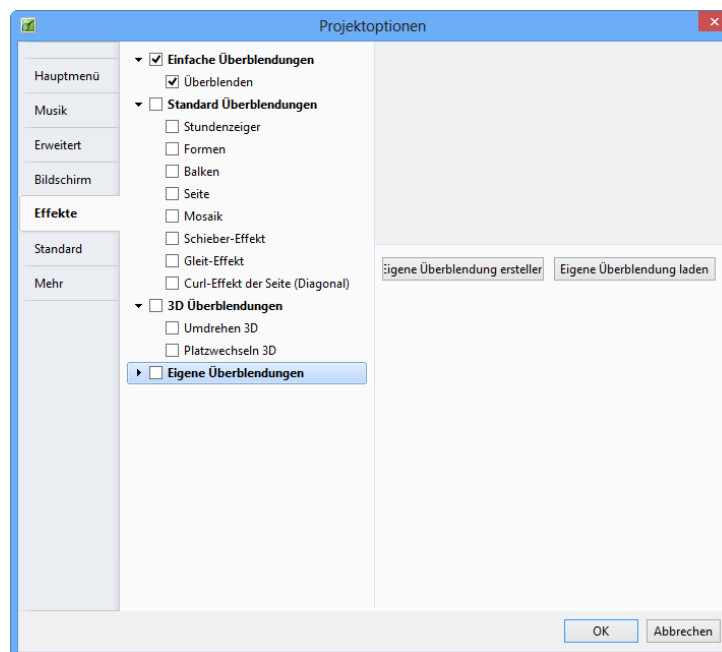 Projektoptionen
Hauptmenü
Musik
Erweitert
Bildschirm
Effekte
Standard
Mehr
Einfache Überblendungen
Überblenden
Standard Überblendungen
Stundenzeiger
Formen
Balken
Seite
Mosaik
Schieber-Effekt
Gleit-Effekt
Curl-Effekt der Seite (Diagonal)
3D Überblendungen
Umdrehen 3D
Platzwechseln 3D
Eigene Überblendungen
Eigene Überblendung erstellen
Eigene Überblendung laden
OK
Abbrechen